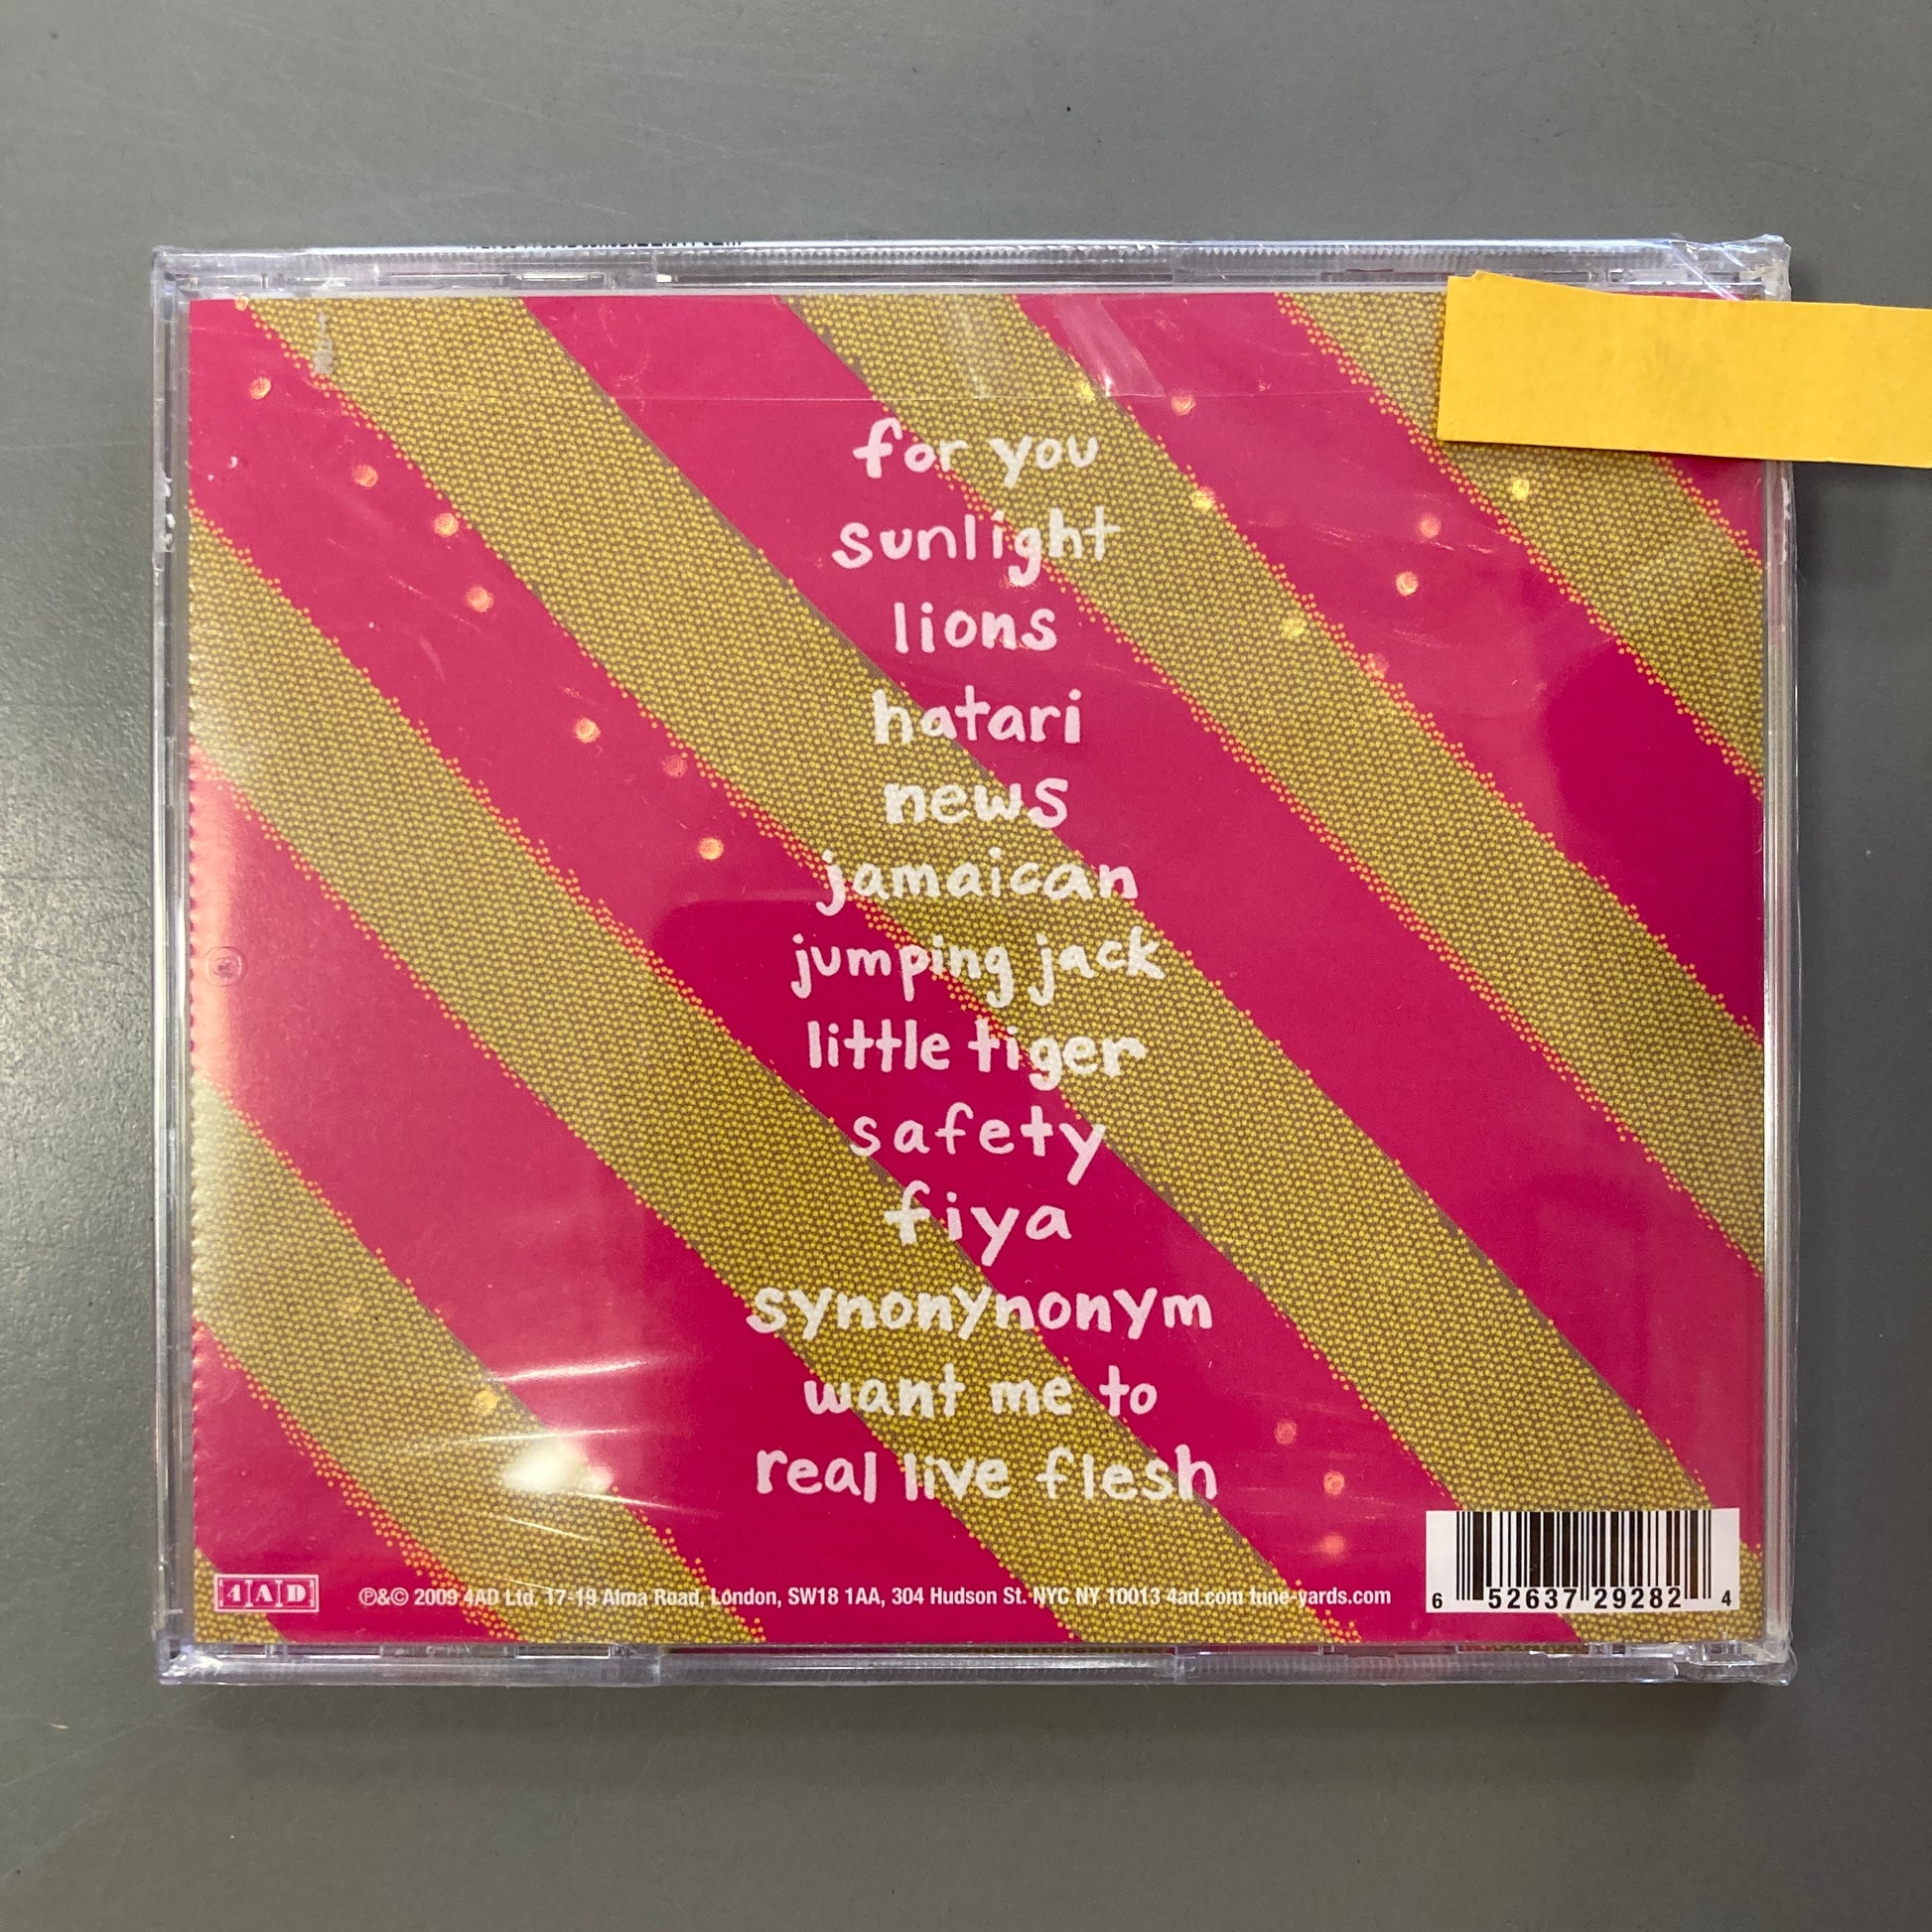 for you
sunlight
lions
hatari
news
jamaican
jumping jack
little tiger
safety
fiya
synonynonym
want me to
real live flesh
4AD ℗&© 2009 4AD Ltd. 17-19 Alma Road, London, SW18 1AA, 304 Hudson St. NYC NY 10013 4ad.com tune-yards.com
6 52637 29282 4